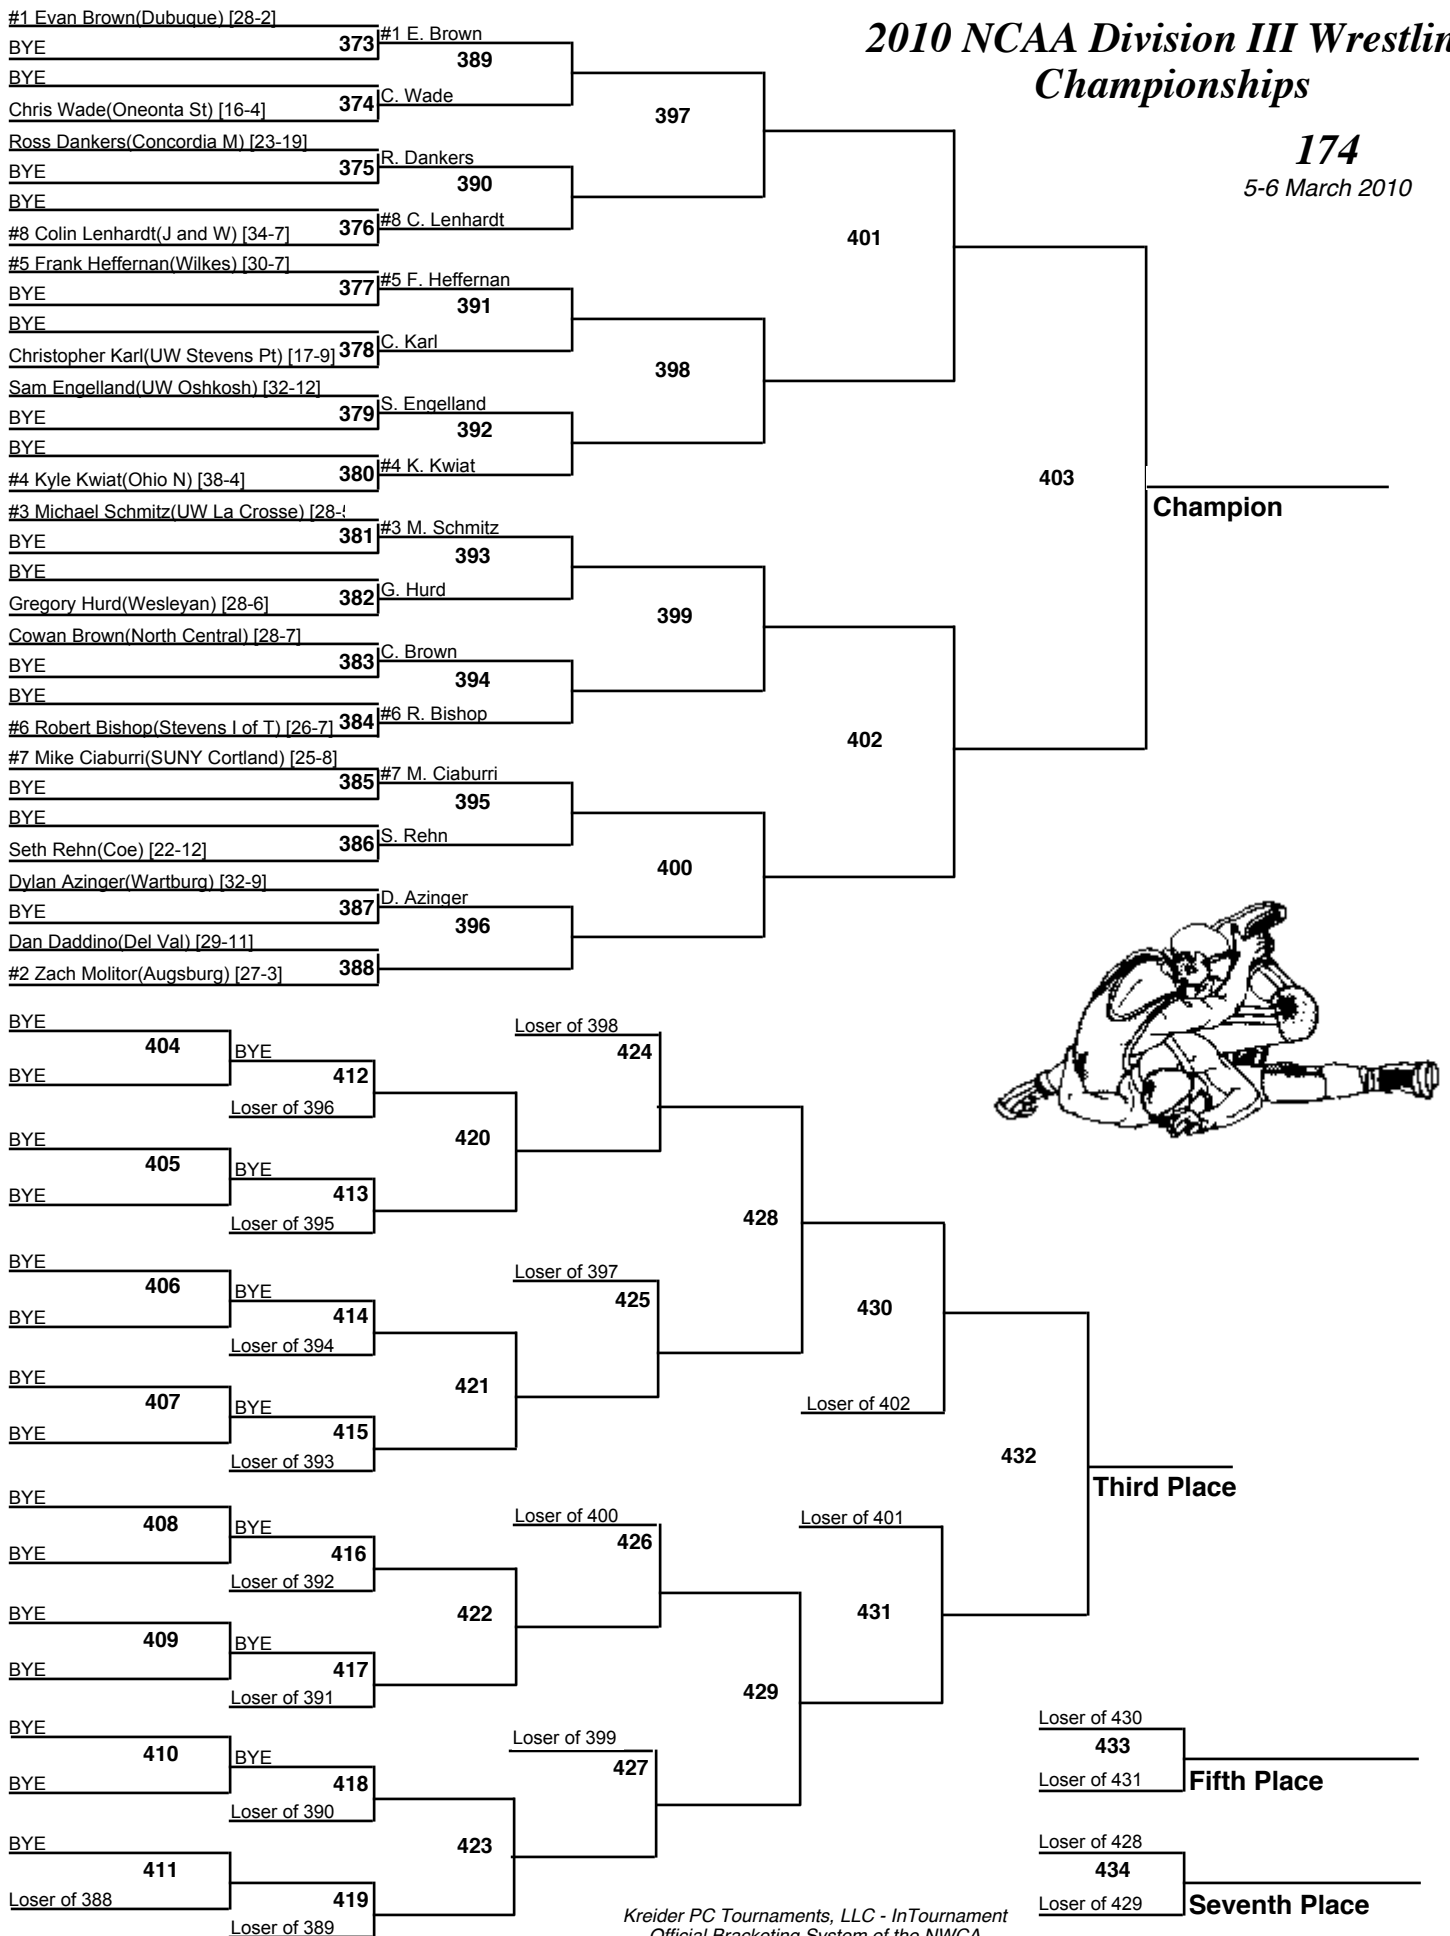 2010 NCAA Division III Wrestlin
Championships
174
5-6 March 2010
#1 Evan Brown(Dubuque) [28-2]
BYE
373
#1 E. Brown
389
BYE
Chris Wade(Oneonta St) [16-4]
374
C. Wade
397
Ross Dankers(Concordia M) [23-19]
BYE
375
R. Dankers
390
BYE
#8 Colin Lenhardt(J and W) [34-7]
376
#8 C. Lenhardt
401
#5 Frank Heffernan(Wilkes) [30-7]
BYE
377
#5 F. Heffernan
391
BYE
Christopher Karl(UW Stevens Pt) [17-9]
378
C. Karl
398
Sam Engelland(UW Oshkosh) [32-12]
BYE
379
S. Engelland
392
BYE
#4 Kyle Kwiat(Ohio N) [38-4]
380
#4 K. Kwiat
403
Champion
#3 Michael Schmitz(UW La Crosse) [28-
BYE
381
#3 M. Schmitz
393
BYE
Gregory Hurd(Wesleyan) [28-6]
382
G. Hurd
399
Cowan Brown(North Central) [28-7]
BYE
383
C. Brown
394
BYE
#6 Robert Bishop(Stevens I of T) [26-7]
384
#6 R. Bishop
402
#7 Mike Ciaburri(SUNY Cortland) [25-8]
BYE
385
#7 M. Ciaburri
395
BYE
Seth Rehn(Coe) [22-12]
386
S. Rehn
400
Dylan Azinger(Wartburg) [32-9]
BYE
387
D. Azinger
396
Dan Daddino(Del Val) [29-11]
#2 Zach Molitor(Augsburg) [27-3]
388
BYE
404
BYE
BYE
412
Loser of 396
Loser of 398
424
420
BYE
405
BYE
BYE
413
Loser of 395
428
BYE
406
BYE
BYE
414
Loser of 394
Loser of 397
425
430
421
BYE
407
BYE
BYE
415
Loser of 393
Loser of 402
432
Third Place
BYE
408
BYE
BYE
416
Loser of 392
Loser of 400
426
Loser of 401
431
422
BYE
409
BYE
BYE
417
Loser of 391
429
BYE
410
BYE
BYE
418
Loser of 390
Loser of 399
427
423
BYE
411
Loser of 388
419
Loser of 389
Loser of 430
433
Loser of 431
Fifth Place
Loser of 428
434
Loser of 429
Seventh Place
Kreider PC Tournaments, LLC - InTournament
Official Bracketing System of the NWCA